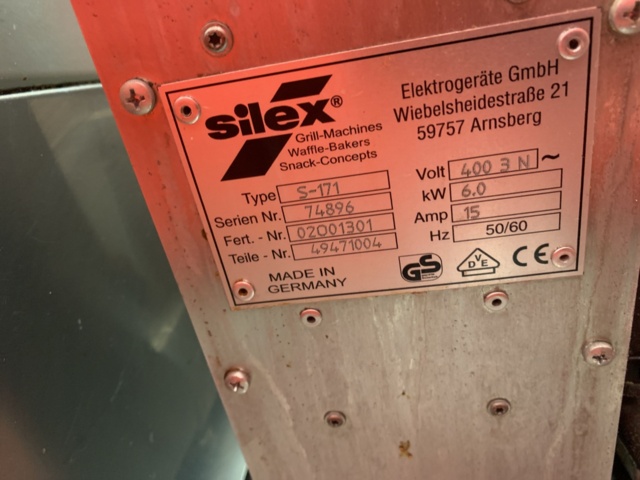 silex®
Grill-Machines
Waffle-Bakers
Snack-Concepts
Elektrogeräte GmbH
Wiebelsheidestraße 21
59757 Arnsberg
Type S-171
Serien Nr. 74896
Fert. - Nr. 02001301
Teile - Nr. 49471004
Volt 400 3 N ~
kW 6.0
Amp 15
Hz 50/60
MADE IN
GERMANY
GS
DVE
CE